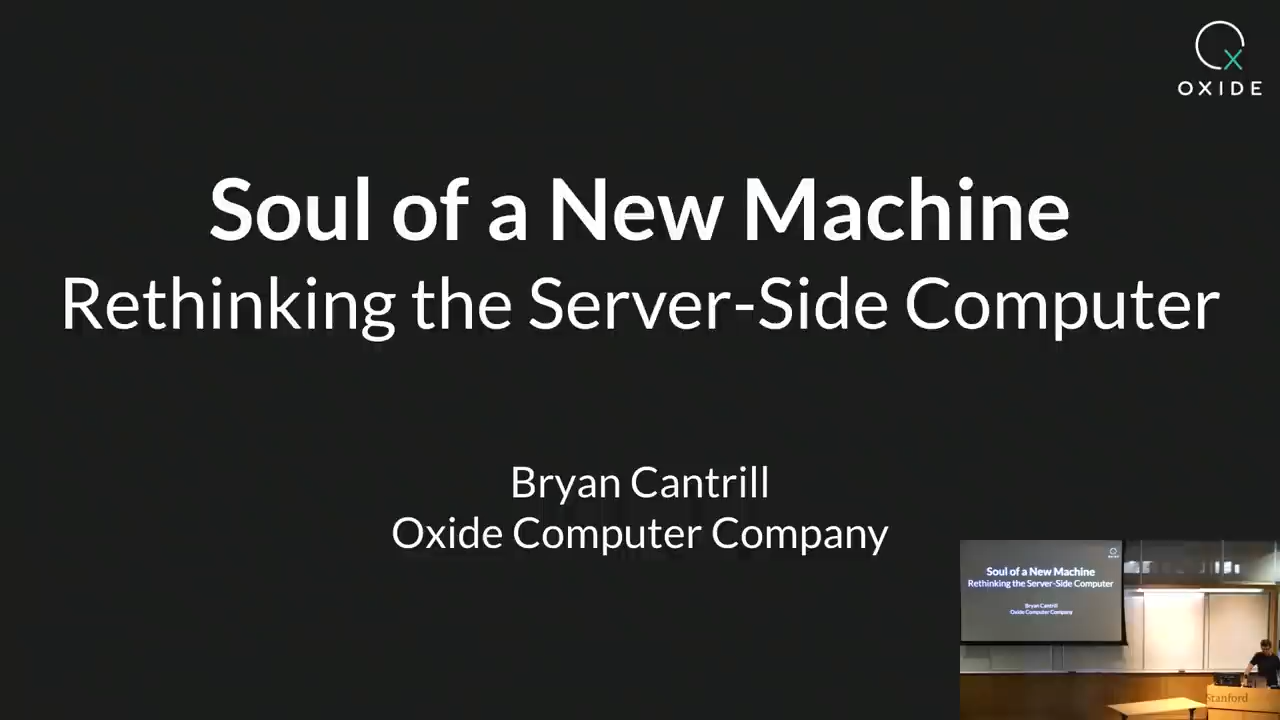 OXIDE
Soul of a New Machine
Rethinking the Server-Side Computer
Bryan Cantrill
Oxide Computer Company
Soul of a New Machine
Rethinking the Server-Side Computer
Bryan Cantrill
Oxide Computer Company
Stanford